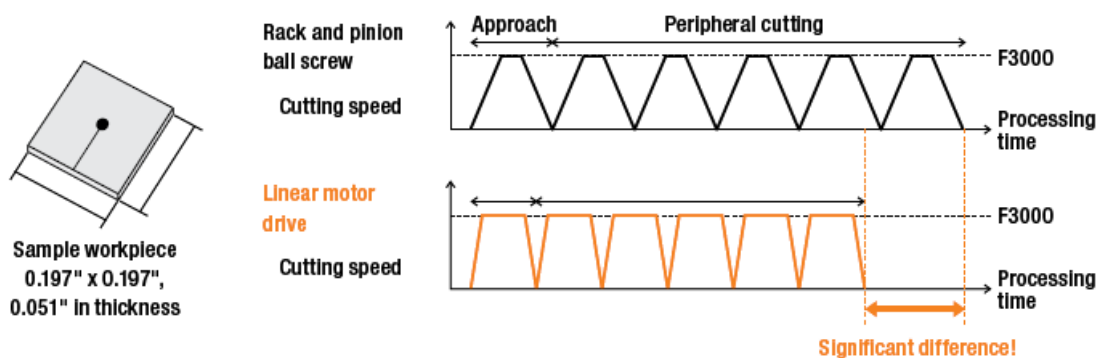 Rack and pinion
ball screw
Cutting speed
Approach
Peripheral cutting
F3000
Processing
time
Sample workpiece
0.197" x 0.197",
0.051" in thickness
Linear motor
drive
Cutting speed
F3000
Processing
time
Significant difference!